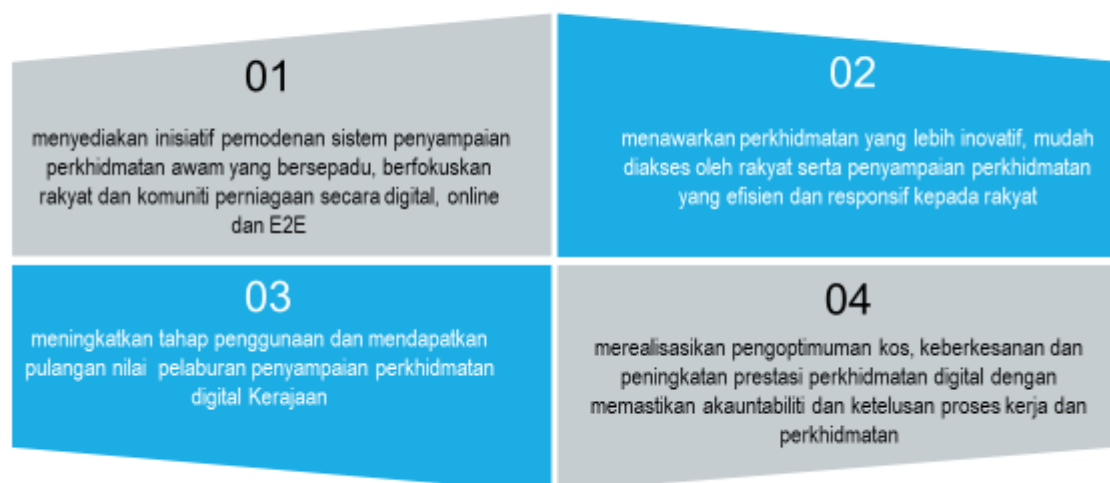 01
menyediakan inisiatif pemodenan sistem penyampaian
perkhidmatan awam yang bersepadu, berfokuskan
rakyat dan komuniti perniagaan secara digital, online
dan E2E
02
menawarkan perkhidmatan yang lebih inovatif, mudah
diakses oleh rakyat serta penyampaian perkhidmatan
yang efisien dan responsif kepada rakyat
03
meningkatkan tahap penggunaan dan mendapatkan
pulangan nilai pelaburan penyampaian perkhidmatan
digital Kerajaan
04
merealisasikan pengoptimuman kos, keberkesanan dan
peningkatan prestasi perkhidmatan digital dengan
memastikan akauntabiliti dan ketelusan proses kerja dan
perkhidmatan